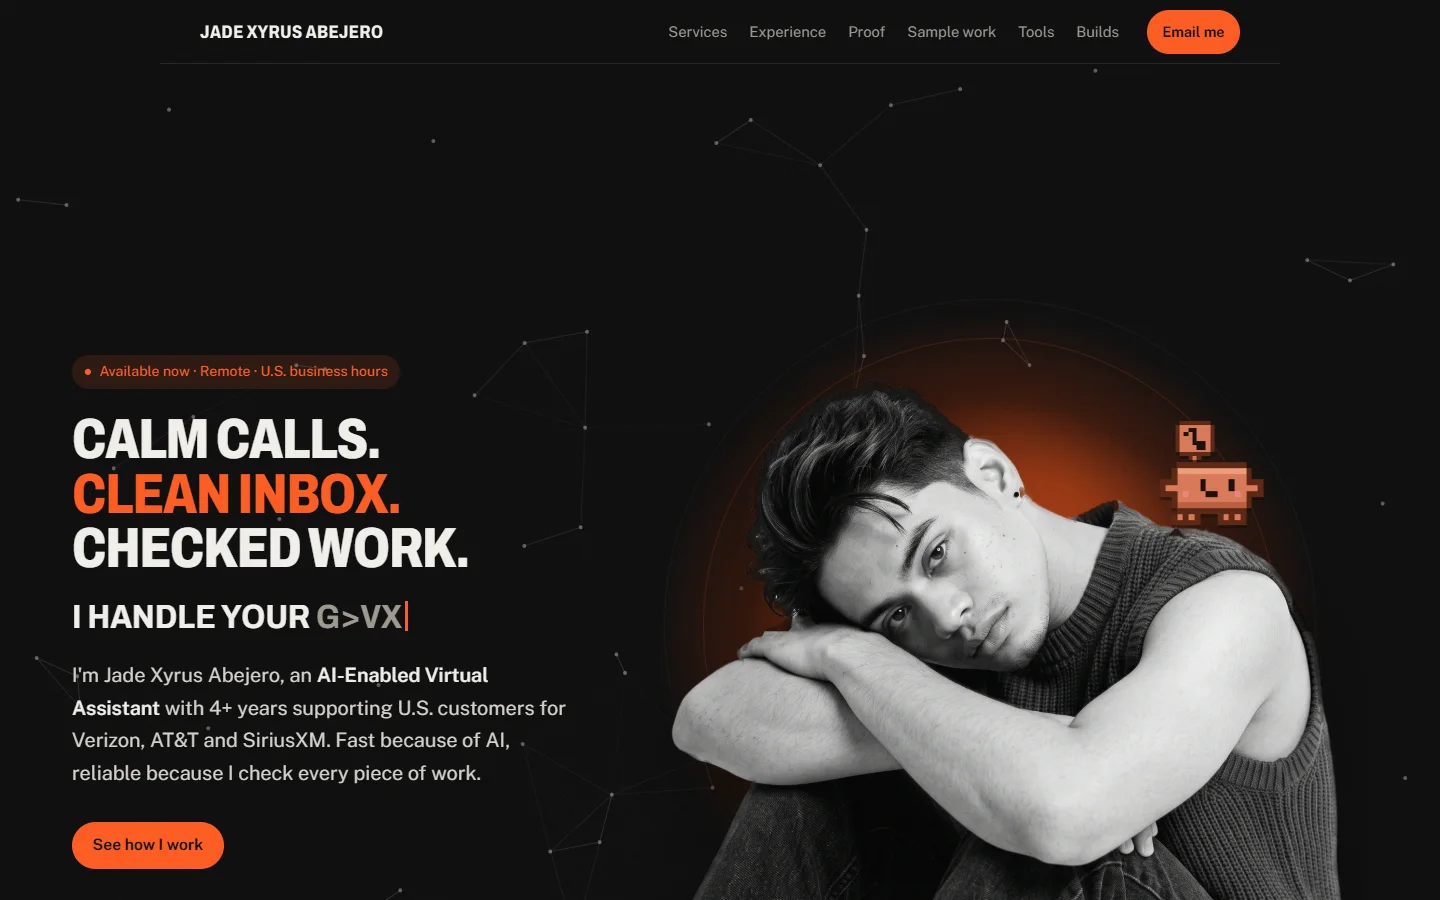 JADE XYRUS ABEJERO
Services
Experience
Proof
Sample work
Tools
Builds
Email me
Available now · Remote · U.S. business hours
CALM CALLS.
CLEAN INBOX.
CHECKED WORK.
I HANDLE YOUR G>VX
I'm Jade Xyrus Abejero, an AI-Enabled Virtual
Assistant with 4+ years supporting U.S. customers for
Verizon, AT&T and SiriusXM. Fast because of AI,
reliable because I check every piece of work.
See how I work